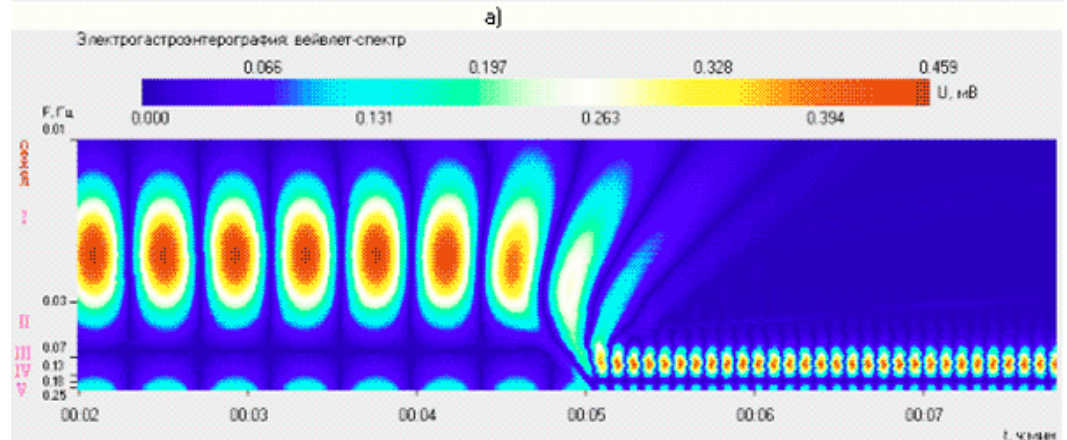 а)
Электрогастроэнтерография: вейвлет-спектр
0.066 0.197 0.328 0.459
U, мВ
0.000 0.131 0.263 0.394
F, Гц
0.01
I
0.03
II
III 0.07
IV 0.13
0.18
V 0.25
00:02 00:03 00:04 00:05 00:06 00:07